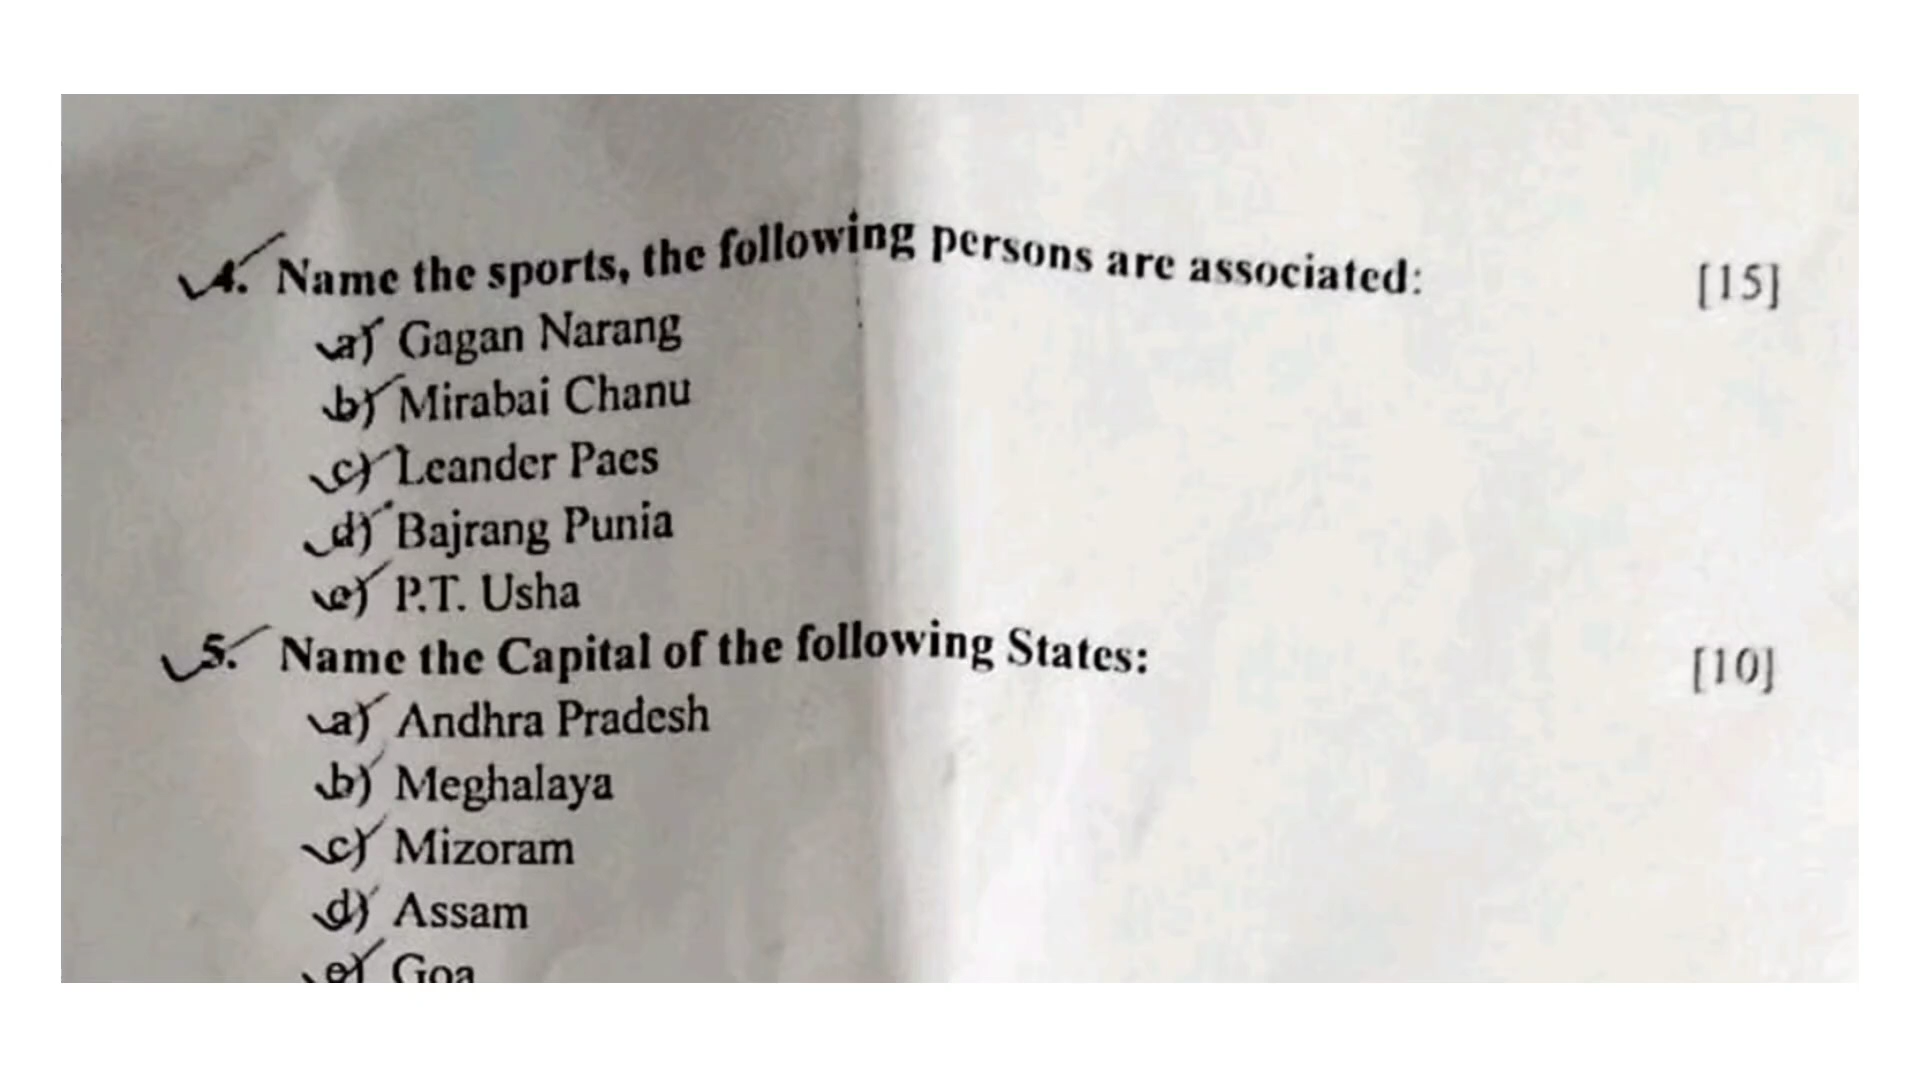 4. Name the sports, the following persons are associated: [15]
a) Gagan Narang
b) Mirabai Chanu
c) Leander Paes
d) Bajrang Punia
e) P.T. Usha
5. Name the Capital of the following States: [10]
a) Andhra Pradesh
b) Meghalaya
c) Mizoram
d) Assam
e) Goa